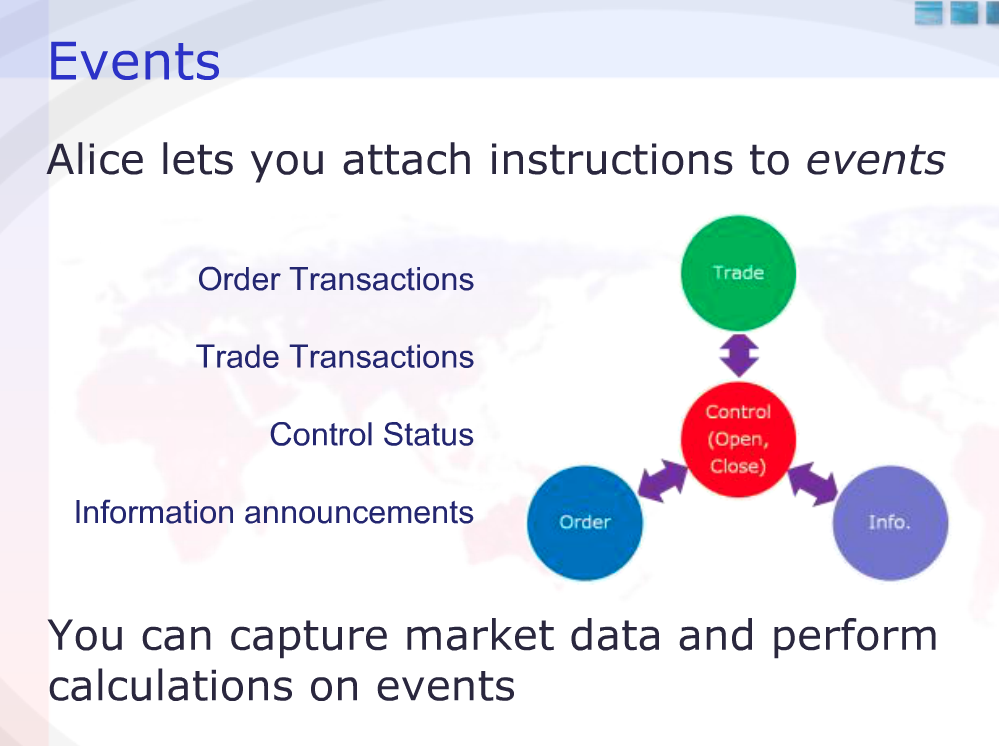 Events
Alice lets you attach instructions to events
Order Transactions
Trade Transactions
Control Status
Information announcements
Trade
Control
(Open,
Close)
Order
Info.
You can capture market data and perform
calculations on events